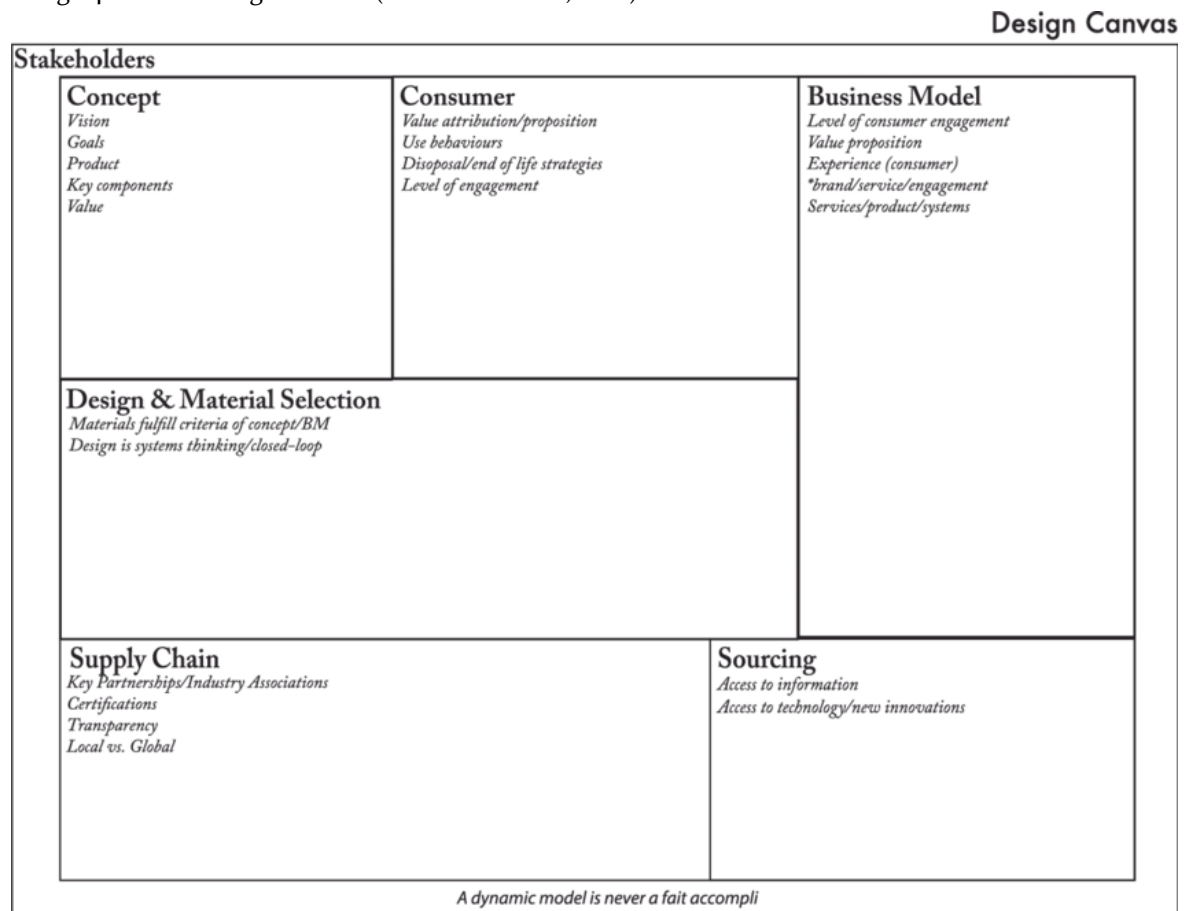 Design Canvas
Stakeholders
Concept
Vision
Goals
Product
Key components
Value
Consumer
Value attribution/proposition
Use behaviours
Disoposal/end of life strategies
Level of engagement
Business Model
Level of consumer engagement
Value proposition
Experience (consumer)
*brand/service/engagement
Services/product/systems
Design & Material Selection
Materials fulfill criteria of concept/BM
Design is systems thinking/closed-loop
Supply Chain
Key Partnerships/Industry Associations
Certifications
Transparency
Local vs. Global
Sourcing
Access to information
Access to technology/new innovations
A dynamic model is never a fait accompli